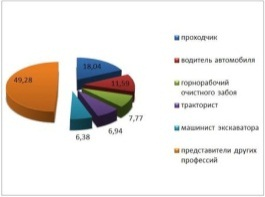 18,04
11,59
7,77
6,94
6,38
49,28
проходчик
водитель автомобиля
горнорабочий
очистного забоя
тракторист
машинист экскаватора
представители других
профессий